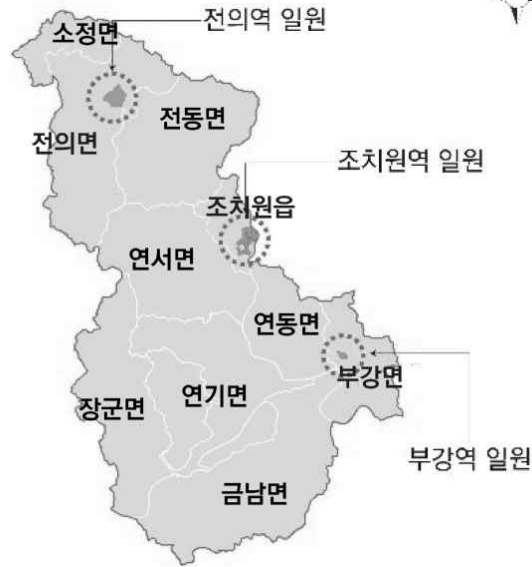 전의역 일원
소정면
전동면
전의면
조치원역 일원
조치원읍
연서면
연동면
부강면
연기면
장군면
부강역 일원
금남면